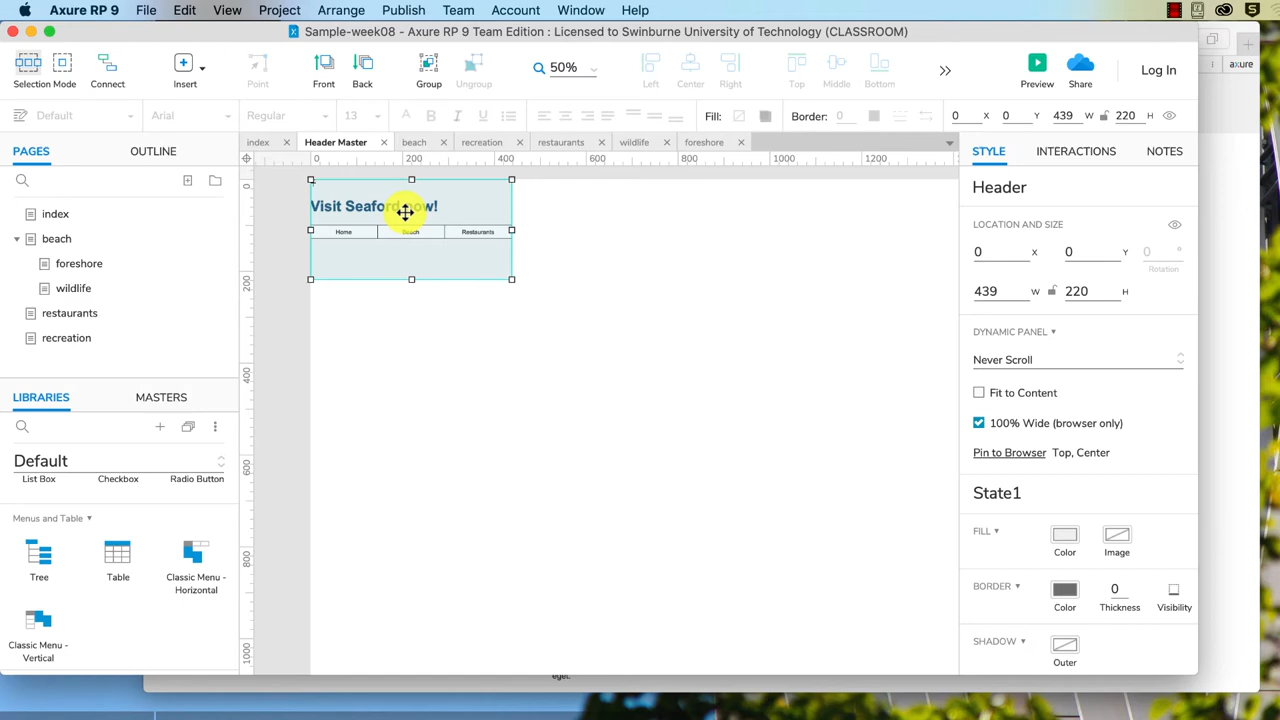 Axure RP 9 File Edit View Project Arrange Publish Team Account Window Help
Sample-week08 - Axure RP 9 Team Edition : Licensed to Swinburne University of Technology (CLASSROOM)
50%
Selection Mode Connect Insert Point Front Back Group Ungroup Left Center Right Top Middle Bottom Preview Share Log In
axure
Default Arial Regular 13 Fill: Border: 0 0 X 0 Y 439 W 220 H
PAGES OUTLINE
index Header Master beach recreation restaurants wildlife foreshore
STYLE INTERACTIONS NOTES
0 200 400 600 800 1000 1200
0
200
400
600
800
1000
index
beach
foreshore
wildlife
restaurants
recreation
Visit Seaford now!
Home Beach Restaurants
LIBRARIES MASTERS
Default
List Box Checkbox Radio Button
Menus and Table
Tree Table Classic Menu -
Horizontal
Classic Menu -
Vertical
Header
LOCATION AND SIZE
0 X 0 Y 0 °
Rotation
439 W 220 H
DYNAMIC PANEL
Never Scroll
Fit to Content
100% Wide (browser only)
Pin to Browser Top, Center
State1
FILL
Color Image
BORDER 0
Color Thickness Visibility
SHADOW
Outer
eget.